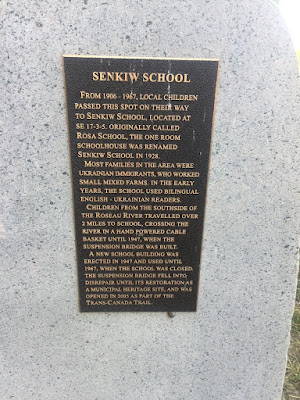 SENKIW SCHOOL
FROM 1906 - 1967, LOCAL CHILDREN
PASSED THIS SPOT ON THEIR WAY
TO SENKIW SCHOOL, LOCATED AT
SE 17-3-5. ORIGINALLY CALLED
ROSA SCHOOL, THE ONE ROOM
SCHOOLHOUSE WAS RENAMED
SENKIW SCHOOL IN 1928.
MOST FAMILIES IN THE AREA WERE
UKRAINIAN IMMIGRANTS, WHO WORKED
SMALL MIXED FARMS. IN THE EARLY
YEARS, THE SCHOOL USED BILINGUAL
ENGLISH - UKRAINIAN READERS.
CHILDREN FROM THE SOUTHSIDE OF
THE ROSEAU RIVER TRAVELLED OVER
2 MILES TO SCHOOL, CROSSING THE
RIVER IN A HAND POWERED CABLE
BASKET UNTIL 1947, WHEN THE
SUSPENSION BRIDGE WAS BUILT.
A NEW SCHOOL BUILDING WAS
ERECTED IN 1947 AND USED UNTIL
1967, WHEN THE SCHOOL WAS CLOSED.
THE SUSPENSION BRIDGE FELL INTO
DISREPAIR UNTIL ITS RESTORATION AS
A MUNICIPAL HERITAGE SITE, AND WAS
OPENED IN 2005 AS PART OF THE
TRANS-CANADA TRAIL.